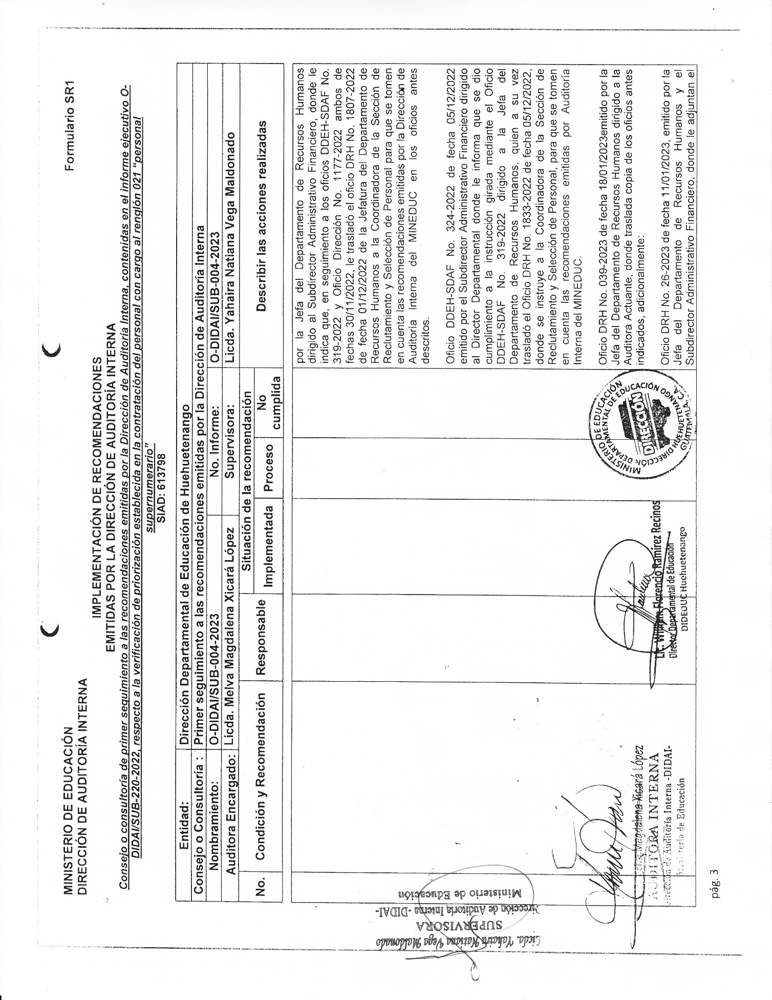 MINISTERIO DE EDUCACIÓN
DIRECCIÓN DE AUDITORÍA INTERNA
Formulario SR1
IMPLEMENTACIÓN DE RECOMENDACIONES
EMITIDAS POR LA DIRECCIÓN DE AUDITORÍA INTERNA
Consejo o consultoría de primer seguimiento a las recomendaciones emitidas por la Dirección de Auditoría Interna, contenidas en el informe ejecutivo O-
DIDAI/SUB-220-2022, respecto a la verificación de priorización establecida en la contratación del personal con cargo al renglón 021 “personal
supernumerario”
SIAD: 613798
Entidad: Dirección Departamental de Educación de Huehuetenango
Consejo o Consultoría : Primer seguimiento a las recomendaciones emitidas por la Dirección de Auditoría Interna
Nombramiento: O-DIDAI/SUB-004-2023 No. Informe: O-DIDAI/SUB-004-2023
Auditora Encargado: Licda. Melva Magdalena Xicará López Supervisora: Licda. Yahaira Natiana Vega Maldonado
No. Condición y Recomendación Responsable Situación de la recomendación Describir las acciones realizadas
Implementada Proceso No cumplida
por la Jefa del Departamento de Recursos Humanos
dirigido al Subdirector Administrativo Financiero, donde le
indica que, en seguimiento a los oficios DDEH-SDAF No.
319-2022 y Oficio Dirección No. 1177-2022 ambos de
fechas 30/11/2022, le trasladó el oficio DRH No. 1807-2022
de fecha 01/12/2022 de la Jefatura del Departamento de
Recursos Humanos a la Coordinadora de la Sección de
Reclutamiento y Selección de Personal para que se tomen
en cuenta las recomendaciones emitidas por la Dirección de
Auditoría Interna del MINEDUC en los oficios antes
descritos.
Oficio DDEH-SDAF No. 324-2022 de fecha 05/12/2022
emitido por el Subdirector Administrativo Financiero dirigido
al Director Departamental donde le informa que se dio
cumplimiento a la instrucción girada mediante el Oficio
DDEH-SDAF No. 319-2022 dirigido a la Jefa del
Departamento de Recursos Humanos, quien a su vez
trasladó el Oficio DRH No. 1833-2022 de fecha 05/12/2022,
donde se instruye a la Coordinadora de la Sección de
Reclutamiento y Selección de Personal, para que se tomen
en cuenta las recomendaciones emitidas por Auditoría
Interna del MINEDUC.
Oficio DRH No. 039-2023 de fecha 18/01/2023emitido por la
Jefa del Departamento de Recursos Humanos dirigido a la
Auditora Actuante, donde traslada copia de los oficios antes
indicados, adicionalmente:
Oficio DRH No. 26-2023 de fecha 11/01/2023, emitido por la
Jefa del Departamento de Recursos Humanos y el
Subdirector Administrativo Financiero, donde le adjuntan el
MINISTERIO DE EDUCACIÓN
DIRECCIÓN DEPARTAMENTAL DE EDUCACIÓN
DIRECCIÓN
HUEHUETENANGO
GUATEMALA, C.A.
Lic. William Florencio Ramírez Recinos
Director Departamental de Educación
DIDEDUC Huehuetenango
Magdalena Xicará López
AUDITORA INTERNA
Dirección de Auditoría Interna -DIDAI-
Ministerio de Educación
Licda. Yahaira Natiana Vega Maldonado
SUPERVISORA
Dirección de Auditoría Interna -DIDAI-
Ministerio de Educación
pág. 3